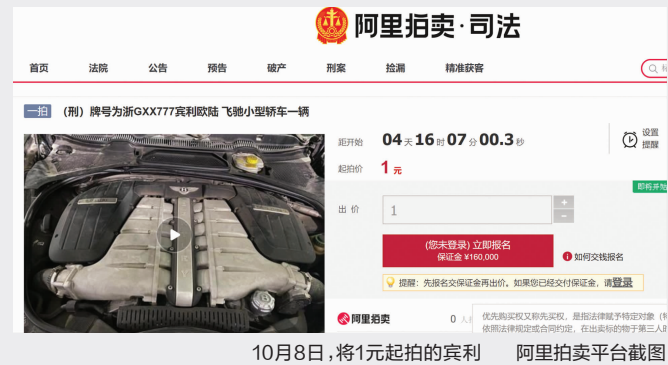 阿里拍卖·司法
首页 法院 公告 预告 破产 刑案 捡漏 精准获客
一拍 (刑) 牌号为浙GXX777宾利欧陆 飞驰小型轿车一辆
距开始 04 天 16 时 07 分 00.3 秒
设置
提醒
起拍价 1 元
即将开始
出 价 1 + −
(您未登录) 立即报名
保证金 ¥160,000
如何交钱报名
提醒：先报名交保证金再出价。如果您已经交付保证金，请登录
阿里拍卖 0 人
优先购买权又称先买权，是指法律赋予特定对象
依照法律规定或合同约定，在出卖标的物于第三人
10月8日，将1元起拍的宾利 阿里拍卖平台截图